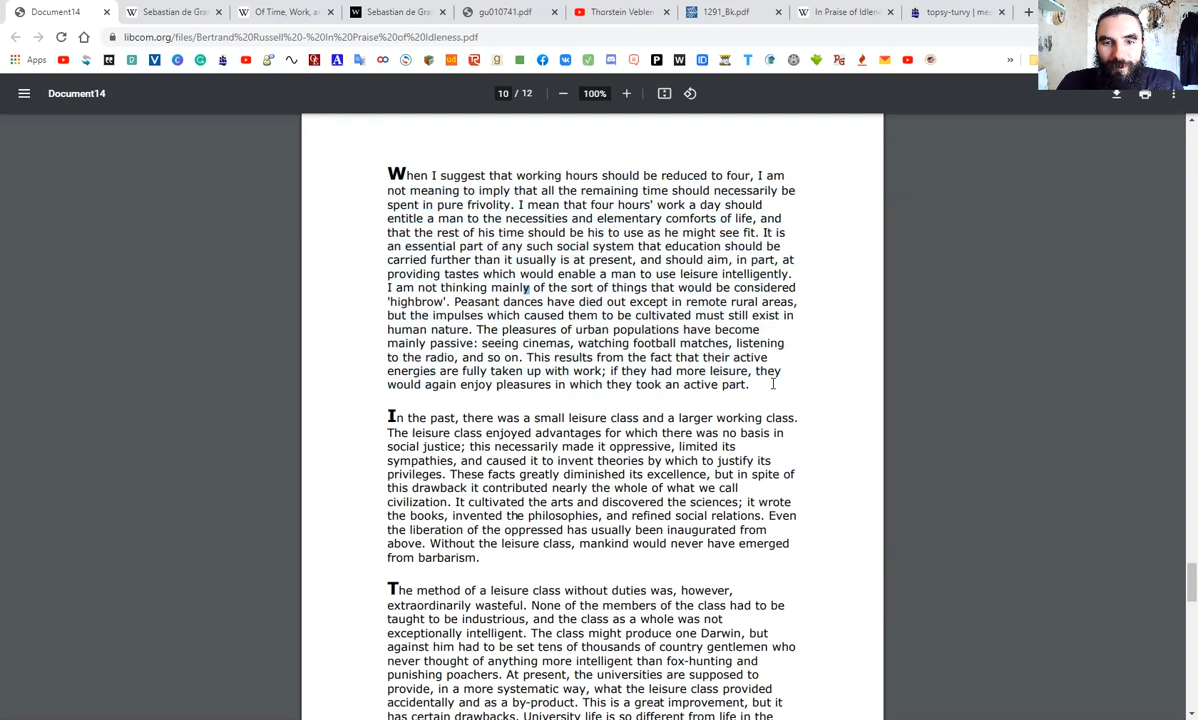 Document14
Sebastian de Gra
Of Time, Work, a
Sebastian de Gra
gu010741.pdf
Thorstein Veblen
1291_Bk.pdf
In Praise of Idlene
topsy-turvy | mea
libcom.org/files/Bertrand%20Russell%20-%20In%20Praise%20of%20Idleness.pdf
Apps
Document14
10 / 12
100%
When I suggest that working hours should be reduced to four, I am
not meaning to imply that all the remaining time should necessarily be
spent in pure frivolity. I mean that four hours' work a day should
entitle a man to the necessities and elementary comforts of life, and
that the rest of his time should be his to use as he might see fit. It is
an essential part of any such social system that education should be
carried further than it usually is at present, and should aim, in part, at
providing tastes which would enable a man to use leisure intelligently.
I am not thinking mainly of the sort of things that would be considered
'highbrow'. Peasant dances have died out except in remote rural areas,
but the impulses which caused them to be cultivated must still exist in
human nature. The pleasures of urban populations have become
mainly passive: seeing cinemas, watching football matches, listening
to the radio, and so on. This results from the fact that their active
energies are fully taken up with work; if they had more leisure, they
would again enjoy pleasures in which they took an active part.
In the past, there was a small leisure class and a larger working class.
The leisure class enjoyed advantages for which there was no basis in
social justice; this necessarily made it oppressive, limited its
sympathies, and caused it to invent theories by which to justify its
privileges. These facts greatly diminished its excellence, but in spite of
this drawback it contributed nearly the whole of what we call
civilization. It cultivated the arts and discovered the sciences; it wrote
the books, invented the philosophies, and refined social relations. Even
the liberation of the oppressed has usually been inaugurated from
above. Without the leisure class, mankind would never have emerged
from barbarism.
The method of a leisure class without duties was, however,
extraordinarily wasteful. None of the members of the class had to be
taught to be industrious, and the class as a whole was not
exceptionally intelligent. The class might produce one Darwin, but
against him had to be set tens of thousands of country gentlemen who
never thought of anything more intelligent than fox-hunting and
punishing poachers. At present, the universities are supposed to
provide, in a more systematic way, what the leisure class provided
accidentally and as a by-product. This is a great improvement, but it
has certain drawbacks. University life is so different from life in the